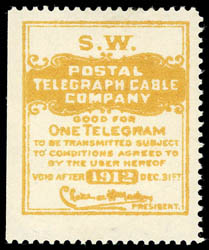 S.W.
POSTAL
TELEGRAPH CABLE
COMPANY
GOOD FOR
ONE TELEGRAM
TO BE TRANSMITTED SUBJECT
TO CONDITIONS AGREED TO
BY THE USER HEREOF
VOID AFTER 1912 DEC. 31ST.
PRESIDENT.